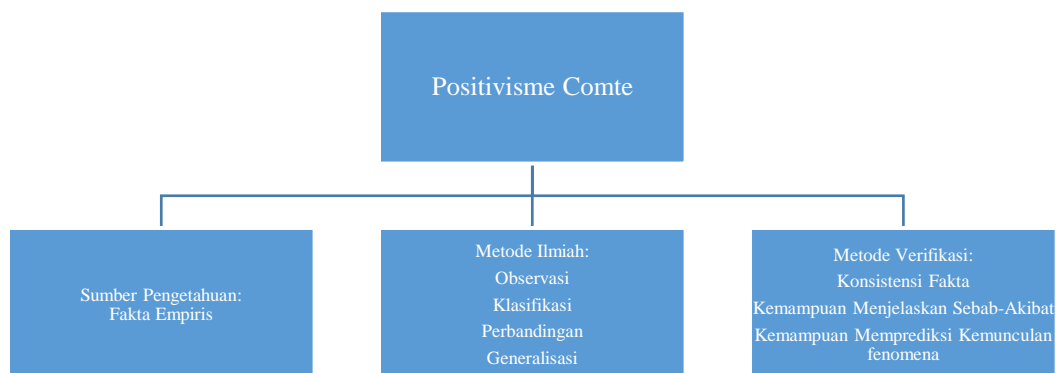 Positivisme Comte
Sumber Pengetahuan:
Fakta Empiris
Metode Ilmiah:
Observasi
Klasifikasi
Perbandingan
Generalisasi
Metode Verifikasi:
Konsistensi Fakta
Kemampuan Menjelaskan Sebab-Akibat
Kemampuan Memprediksi Kemunculan
fenomena